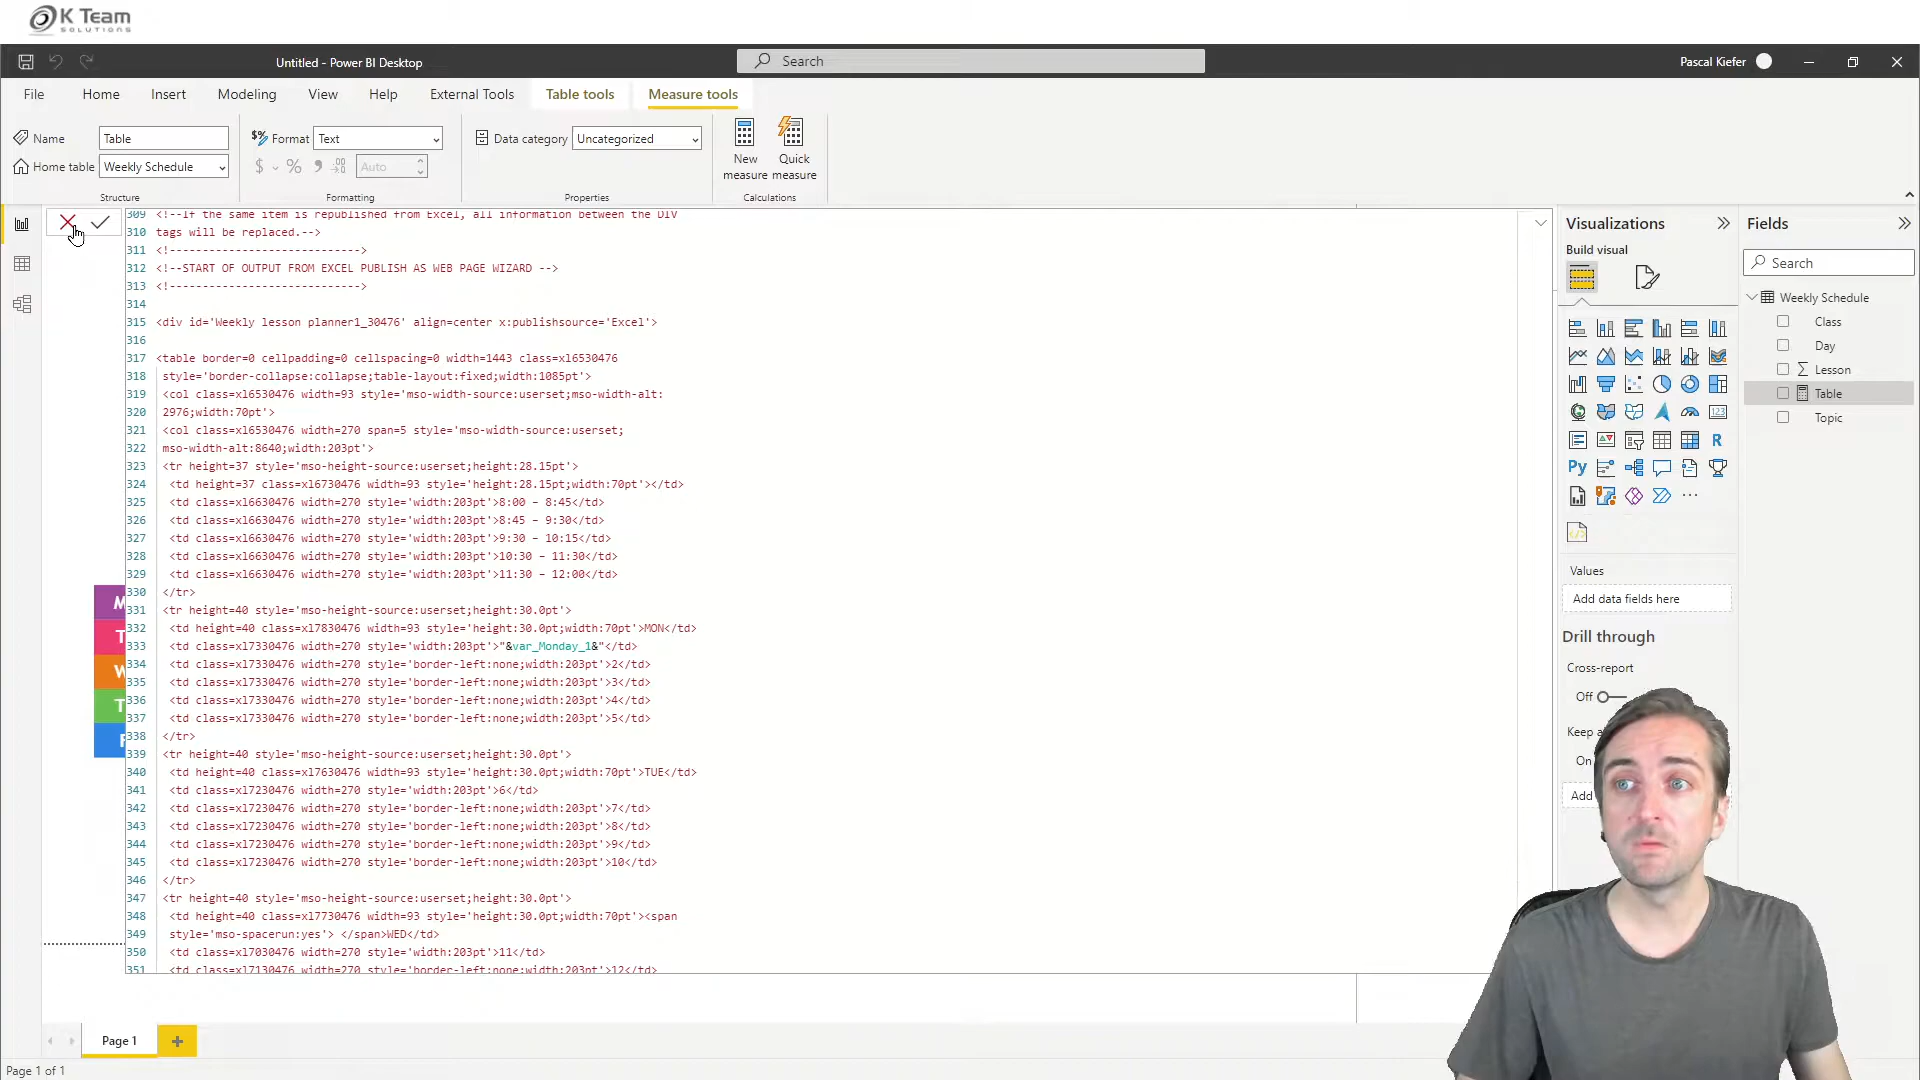 K Team
SOLUTIONS
Untitled - Power BI Desktop
Search
Pascal Kiefer
File
Home
Insert
Modeling
View
Help
External Tools
Table tools
Measure tools
Name
Table
Home table
Weekly Schedule
Structure
$% Format
Text
$ % 9 .00
Auto
Formatting
Data category
Uncategorized
Properties
New
measure
Quick
measure
Calculations
309 <!--If the same item is republished from Excel, all information between the DIV
310 tags will be replaced.-->
311 <!----------------------------->
312 <!--START OF OUTPUT FROM EXCEL PUBLISH AS WEB PAGE WIZARD -->
313 <!----------------------------->
314
315 <div id='Weekly lesson planner1_30476' align=center x:publishsource='Excel'>
316
317 <table border=0 cellpadding=0 cellspacing=0 width=1443 class=xl6530476
318 style='border-collapse:collapse;table-layout:fixed;width:1085pt'>
319 <col class=xl6530476 width=93 style='mso-width-source:userset;mso-width-alt:
320 2976;width:70pt'>
321 <col class=xl6530476 width=270 span=5 style='mso-width-source:userset;
322 mso-width-alt:8640;width:203pt'>
323 <tr height=37 style='mso-height-source:userset;height:28.15pt'>
324 <td height=37 class=xl6730476 width=93 style='height:28.15pt;width:70pt'></td>
325 <td class=xl6630476 width=270 style='width:203pt'>8:00 – 8:45</td>
326 <td class=xl6630476 width=270 style='width:203pt'>8:45 – 9:30</td>
327 <td class=xl6630476 width=270 style='width:203pt'>9:30 – 10:15</td>
328 <td class=xl6630476 width=270 style='width:203pt'>10:30 – 11:30</td>
329 <td class=xl6630476 width=270 style='width:203pt'>11:30 – 12:00</td>
330 </tr>
331 <tr height=40 style='mso-height-source:userset;height:30.0pt'>
332 <td height=40 class=xl7830476 width=93 style='height:30.0pt;width:70pt'>MON</td>
333 <td class=xl7330476 width=270 style='width:203pt'>"&var_Monday_1&"</td>
334 <td class=xl7330476 width=270 style='border-left:none;width:203pt'>2</td>
335 <td class=xl7330476 width=270 style='border-left:none;width:203pt'>3</td>
336 <td class=xl7330476 width=270 style='border-left:none;width:203pt'>4</td>
337 <td class=xl7330476 width=270 style='border-left:none;width:203pt'>5</td>
338 </tr>
339 <tr height=40 style='mso-height-source:userset;height:30.0pt'>
340 <td height=40 class=xl7630476 width=93 style='height:30.0pt;width:70pt'>TUE</td>
341 <td class=xl7230476 width=270 style='width:203pt'>6</td>
342 <td class=xl7230476 width=270 style='border-left:none;width:203pt'>7</td>
343 <td class=xl7230476 width=270 style='border-left:none;width:203pt'>8</td>
344 <td class=xl7230476 width=270 style='border-left:none;width:203pt'>9</td>
345 <td class=xl7230476 width=270 style='border-left:none;width:203pt'>10</td>
346 </tr>
347 <tr height=40 style='mso-height-source:userset;height:30.0pt'>
348 <td height=40 class=xl7730476 width=93 style='height:30.0pt;width:70pt'><span
349 style='mso-spacerun:yes'> </span>WED</td>
350 <td class=xl7030476 width=270 style='width:203pt'>11</td>
351 <td class=xl7130476 width=270 style='border-left:none;width:203pt'>12</td>
M
T
W
T
F
Visualizations
Build visual
123
R
Py
Values
Add data fields here
Drill through
Cross-report
Off
Keep a
On
Add
Fields
Search
Weekly Schedule
Class
Day
Lesson
Table
Topic
Page 1
Page 1 of 1